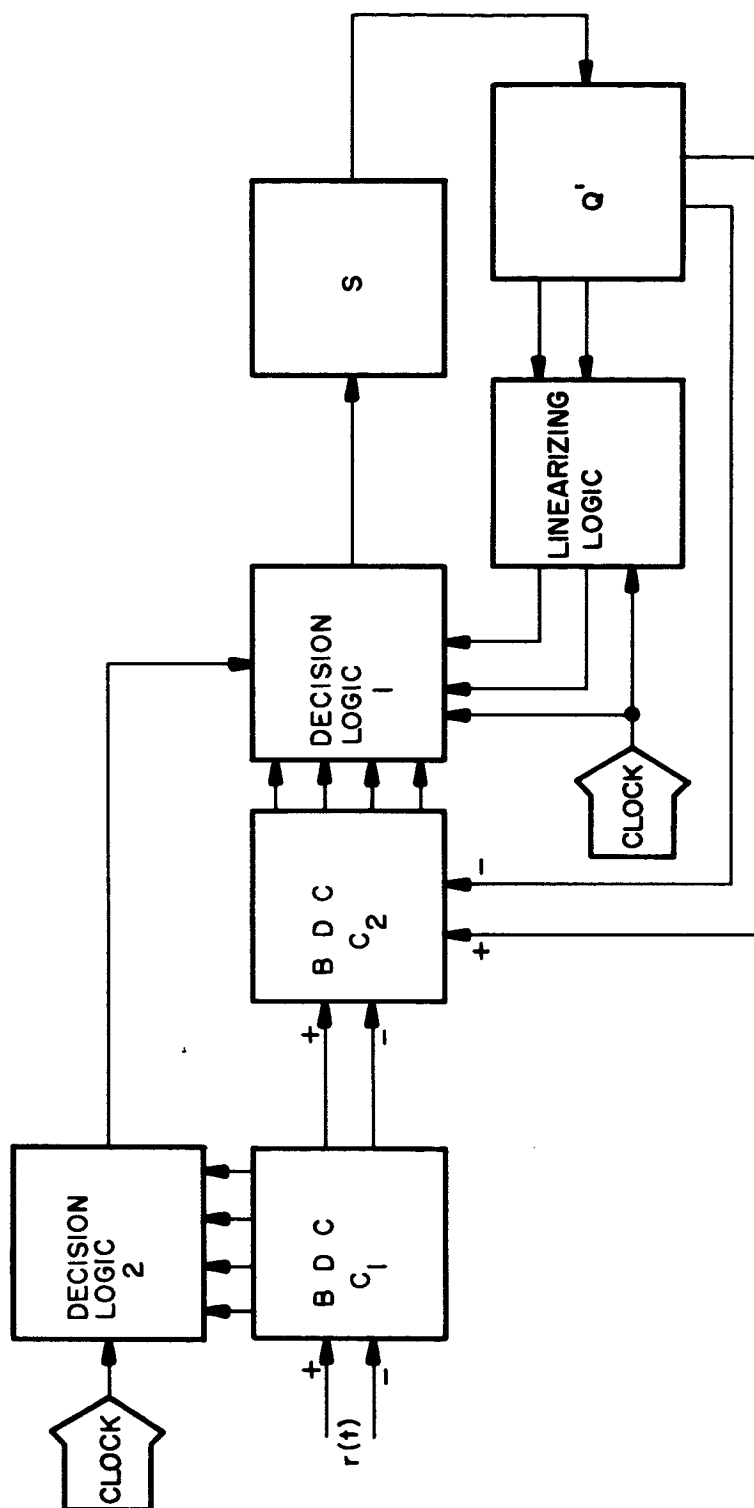 CLOCK
DECISION
LOGIC
2
r(t)
+
-
B D C
C1
+
-
B D C
C2
+
-
DECISION
LOGIC
1
CLOCK
LINEARIZING
LOGIC
S
Q'